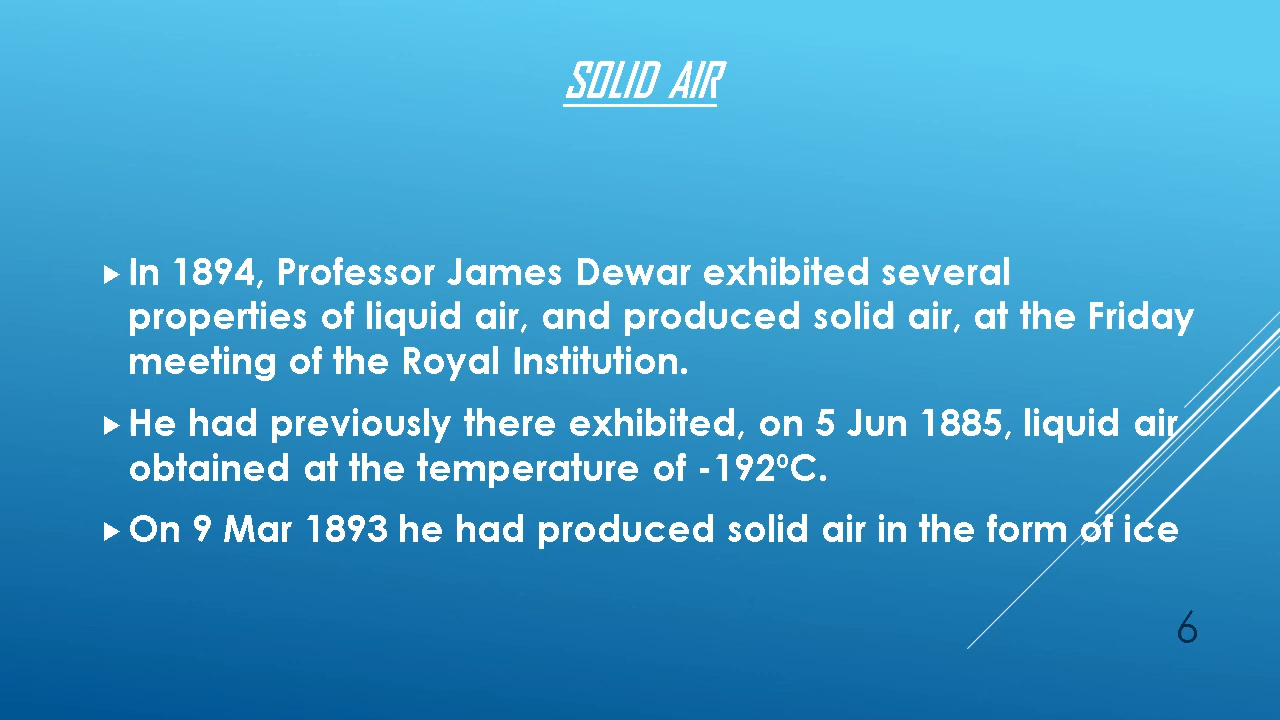 SOLID AIR
In 1894, Professor James Dewar exhibited several
properties of liquid air, and produced solid air, at the Friday
meeting of the Royal Institution.
He had previously there exhibited, on 5 Jun 1885, liquid air
obtained at the temperature of -192ºC.
On 9 Mar 1893 he had produced solid air in the form of ice
6